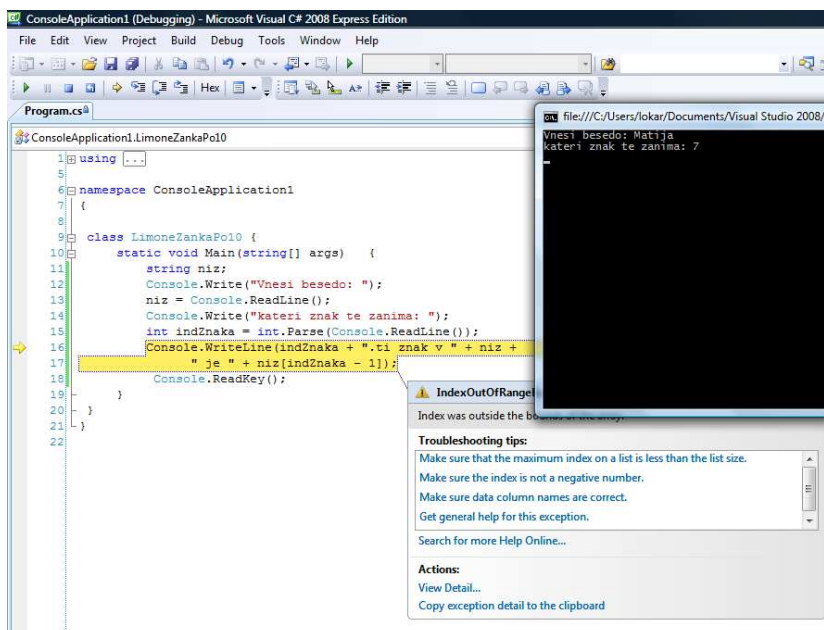 ConsoleApplication1 (Debugging) - Microsoft Visual C# 2008 Express Edition
File Edit View Project Build Debug Tools Window Help
Hex
Program.cs
ConsoleApplication1.LimoneZankaPo10
1 using ...
5
6 namespace ConsoleApplication1
7 {
8
9 class LimoneZankaPo10 {
10 static void Main(string[] args) {
11 string niz;
12 Console.Write("Vnesi besedo: ");
13 niz = Console.ReadLine();
14 Console.Write("kateri znak te zanima: ");
15 int indZnaka = int.Parse(Console.ReadLine());
16 Console.WriteLine(indZnaka + ".ti znak v " + niz +
17 " je " + niz[indZnaka - 1]);
18 Console.ReadKey();
19 }
20 }
21 }
22
file:///C:/Users/lokar/Documents/Visual Studio 2008/
Vnesi besedo: Matija
kateri znak te zanima: 7
IndexOutOfRange
Index was outside the bounds of the array.
Troubleshooting tips:
Make sure that the maximum index on a list is less than the list size.
Make sure the index is not a negative number.
Make sure data column names are correct.
Get general help for this exception.
Search for more Help Online...
Actions:
View Detail...
Copy exception detail to the clipboard